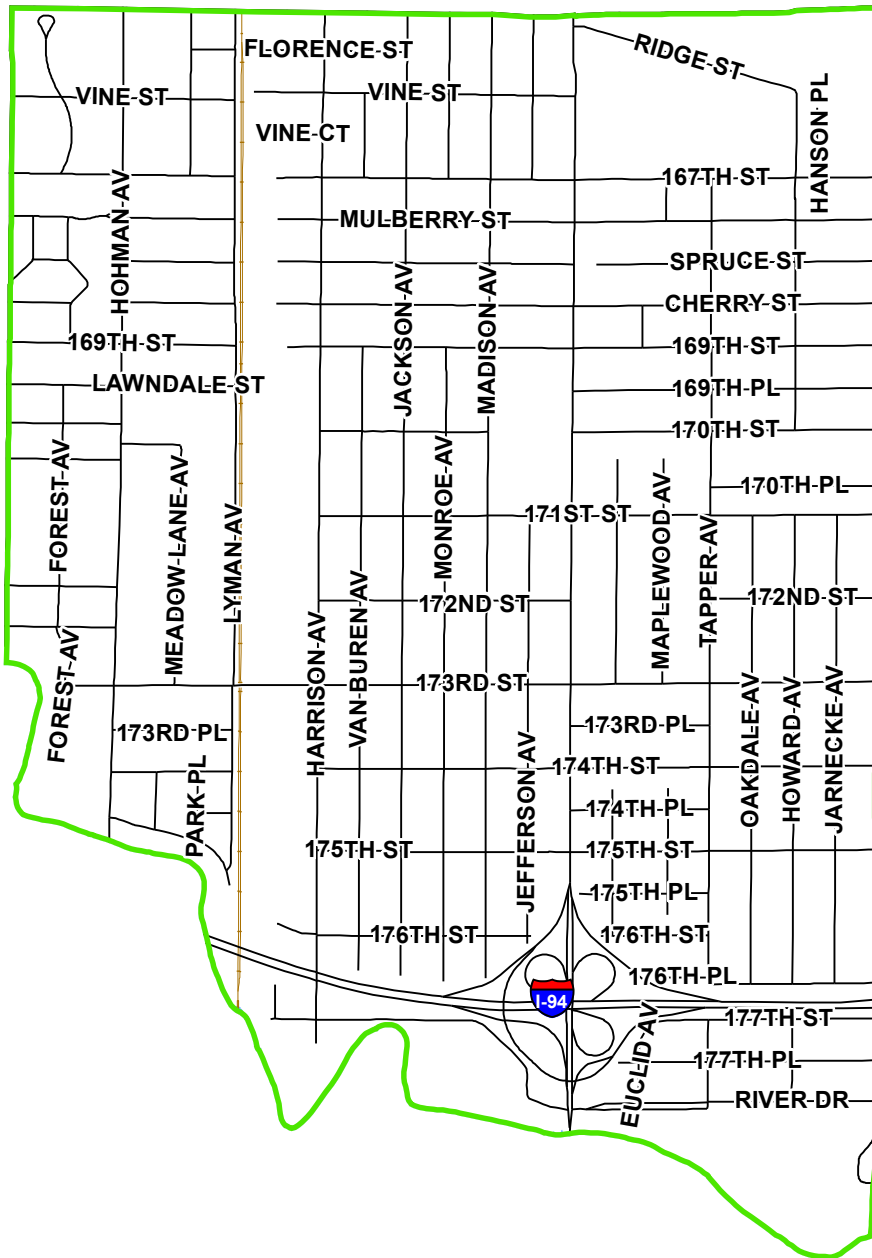 FLORENCE ST
RIDGE ST
VINE ST
VINE ST
HANSON PL
VINE CT
167TH ST
HOHMAN AV
MULBERRY ST
SPRUCE ST
JACKSON AV
MADISON AV
CHERRY ST
169TH ST
169TH ST
LAWNDALE ST
169TH PL
170TH ST
FOREST AV
MEADOW LANE AV
MONROE AV
MAPLEWOOD AV
170TH PL
LYMAN AV
171ST ST
TAPPER AV
VAN BUREN AV
172ND ST
172ND ST
HARRISON AV
FOREST AV
173RD ST
OAKDALE AV
HOWARD AV
JARNECKE AV
173RD PL
173RD PL
JEFFERSON AV
174TH ST
PARK PL
174TH PL
175TH ST
175TH ST
175TH PL
176TH ST
176TH ST
176TH PL
I-94
EUCLID AV
177TH ST
177TH PL
RIVER DR